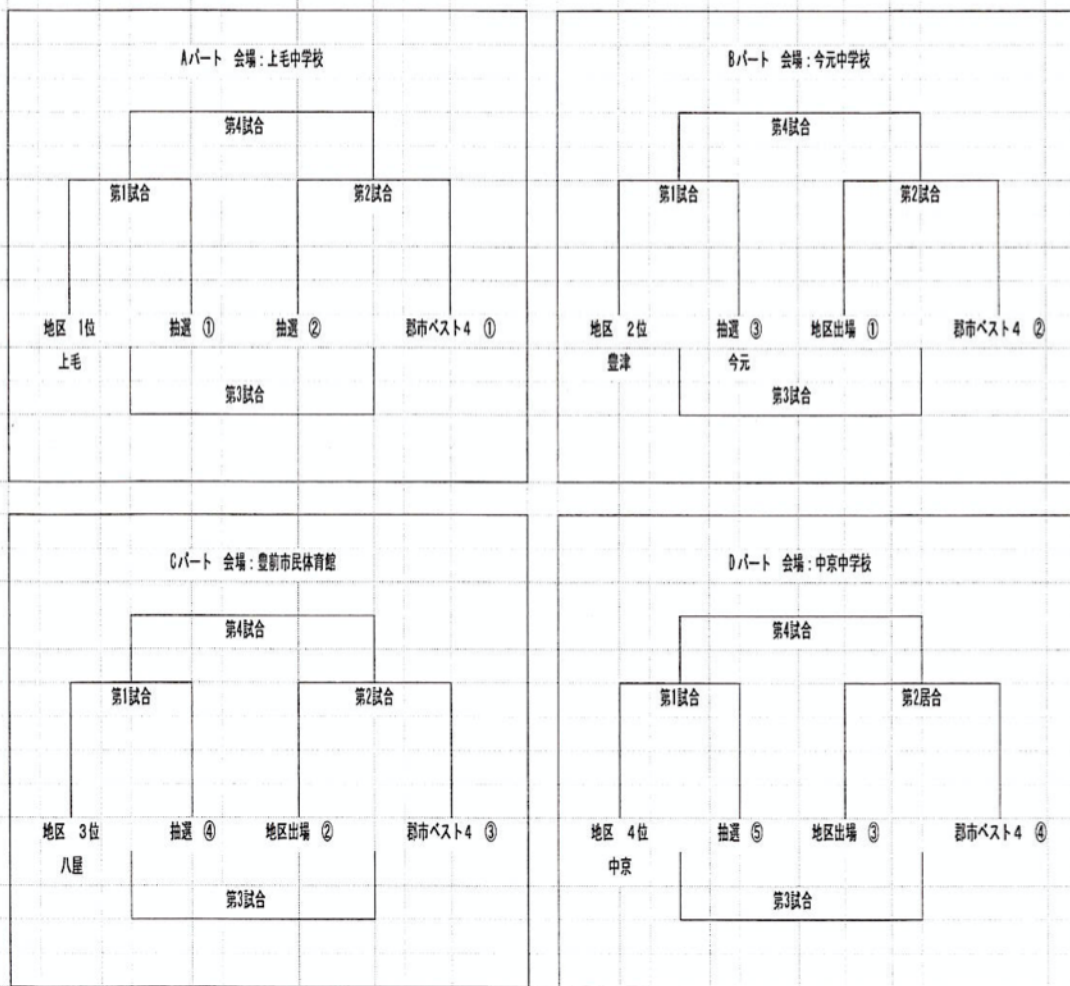 Aパート 会場：上毛中学校
第4試合
第1試合 第2試合
地区 1位 抽選 ① 抽選 ② 郡市ベスト4 ①
上毛
第3試合
Bパート 会場：今元中学校
第4試合
第1試合 第2試合
地区 2位 抽選 ③ 地区出場 ① 郡市ベスト4 ②
豊津 今元
第3試合
Cパート 会場：豊前市民体育館
第4試合
第1試合 第2試合
地区 3位 抽選 ④ 地区出場 ② 郡市ベスト4 ③
八屋
第3試合
Dパート 会場：中京中学校
第4試合
第1試合 第2居合
地区 4位 抽選 ⑤ 地区出場 ③ 郡市ベスト4 ④
中京
第3試合